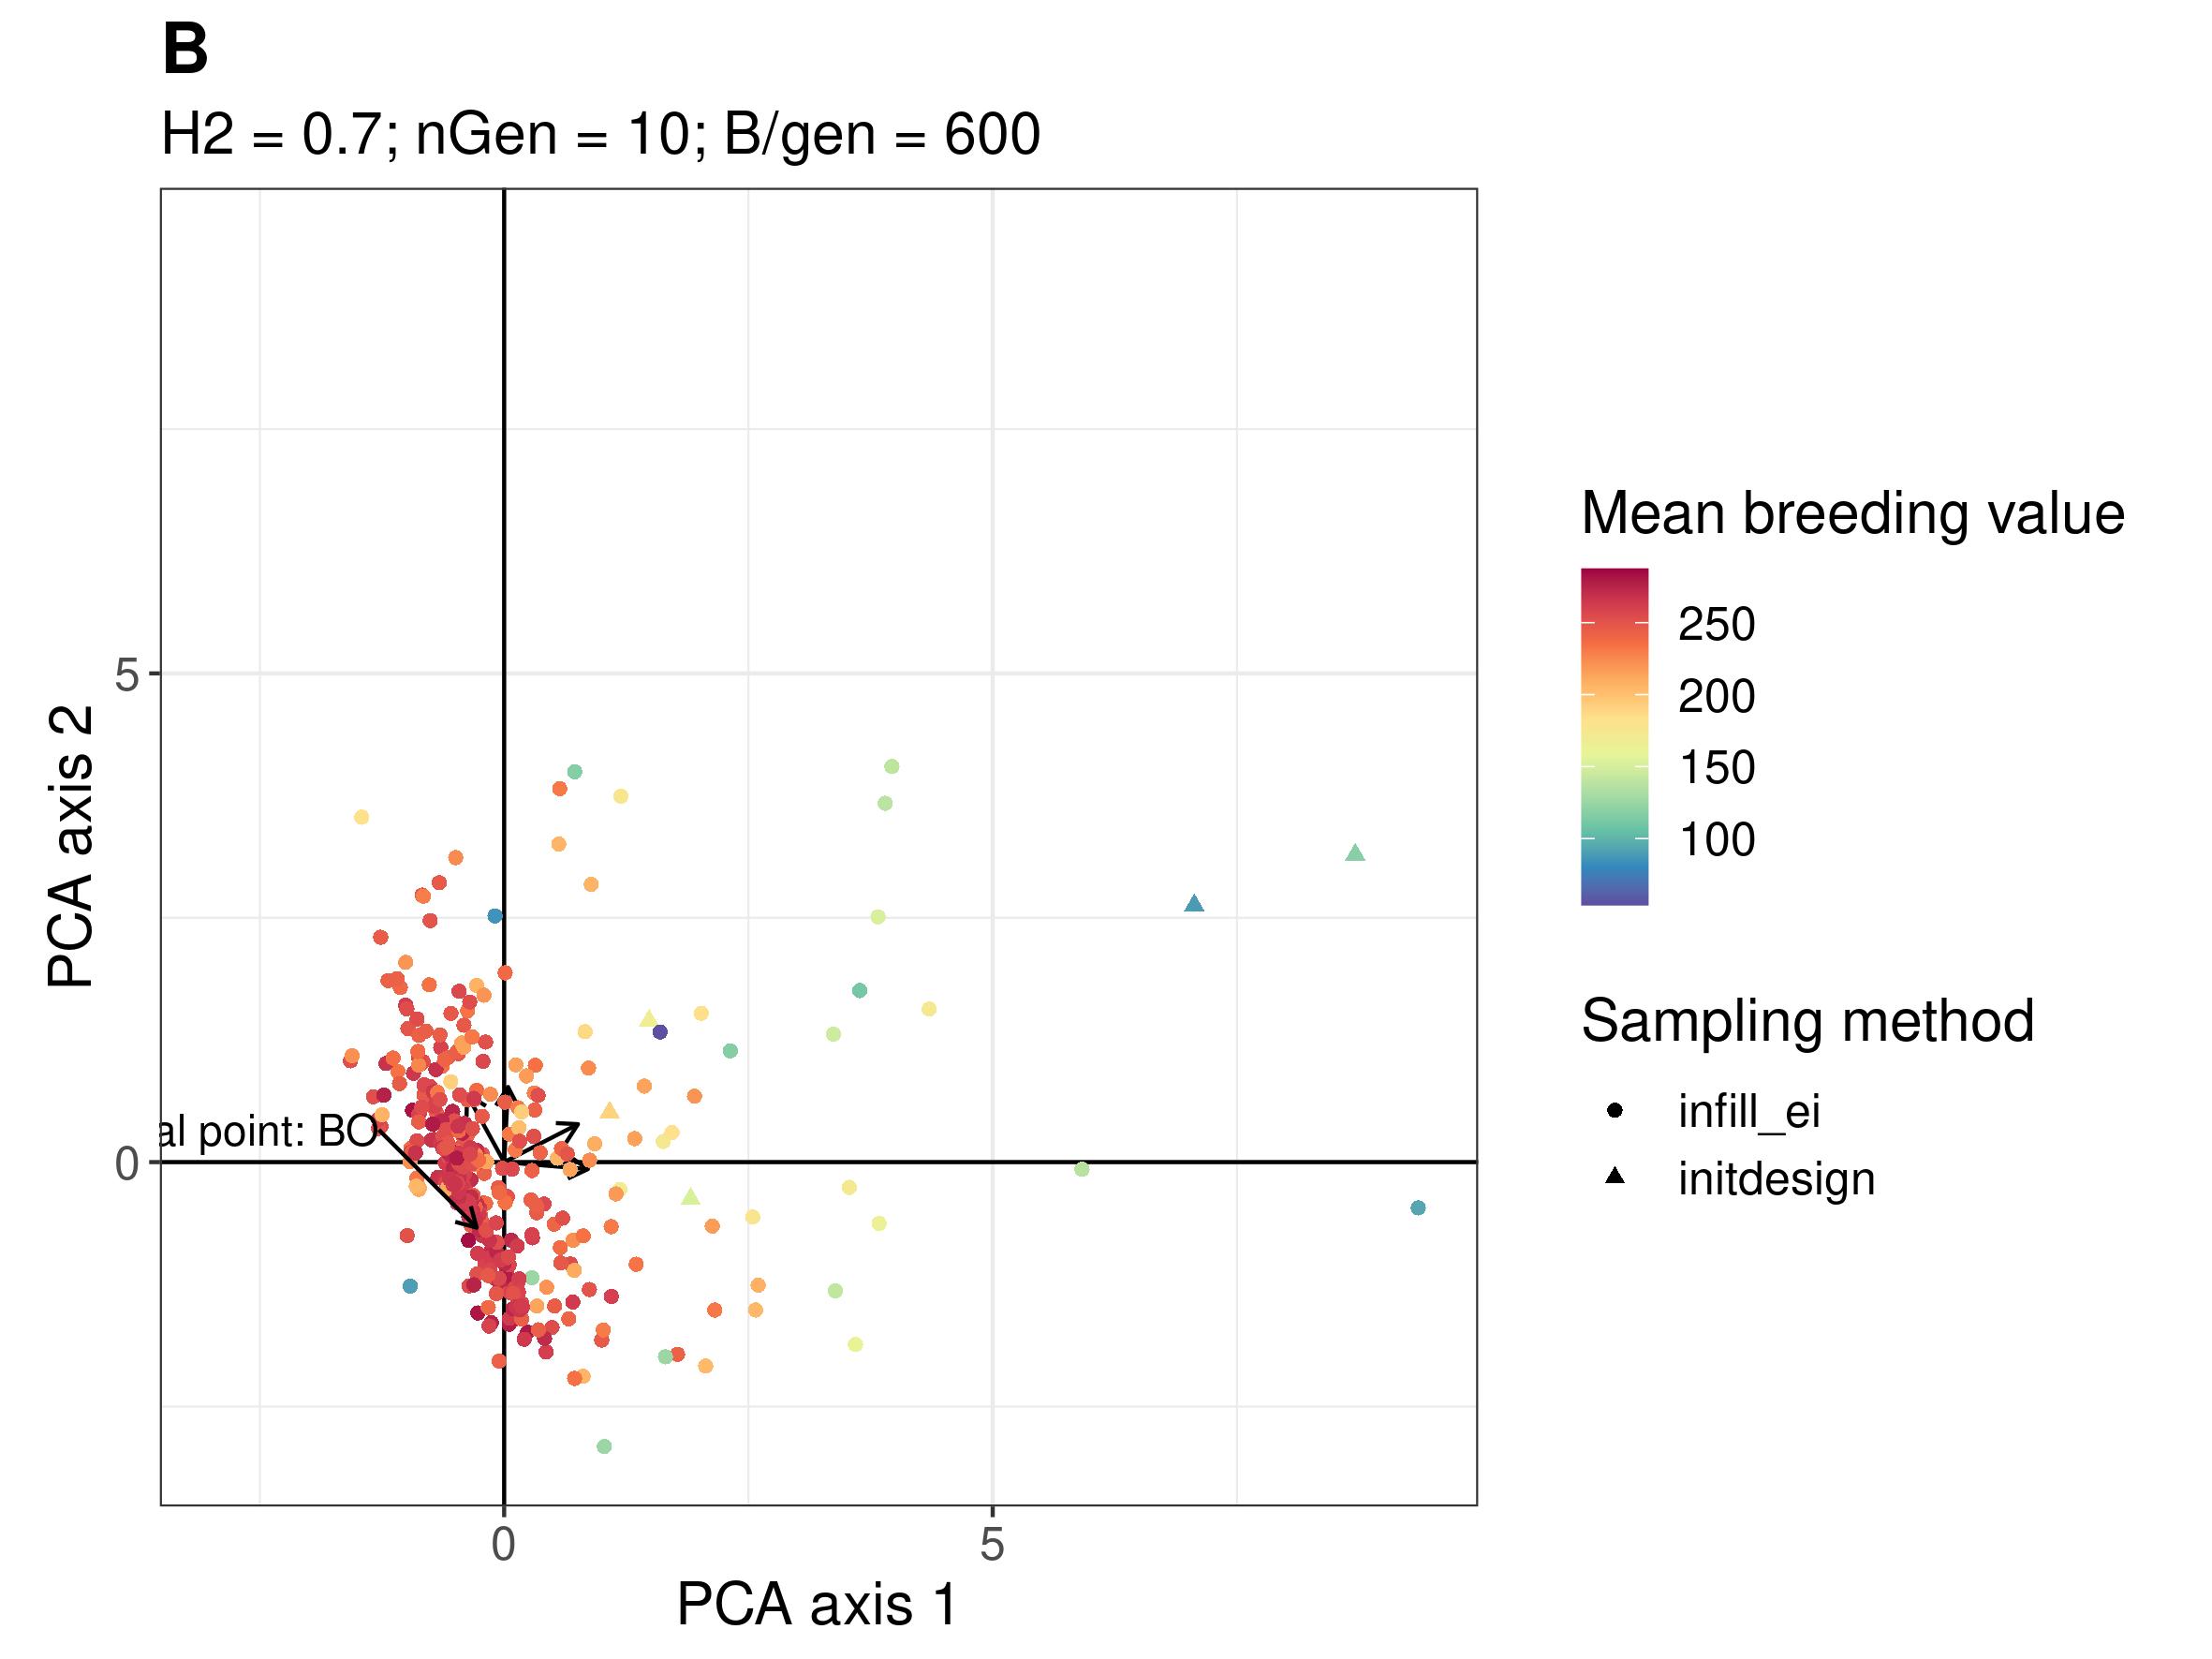 B
H2 = 0.7; nGen = 10; B/gen = 600
PCA axis 2
5
0
al point: BO
0
5
PCA axis 1
Mean breeding value
250
200
150
100
Sampling method
infill_ei
initdesign